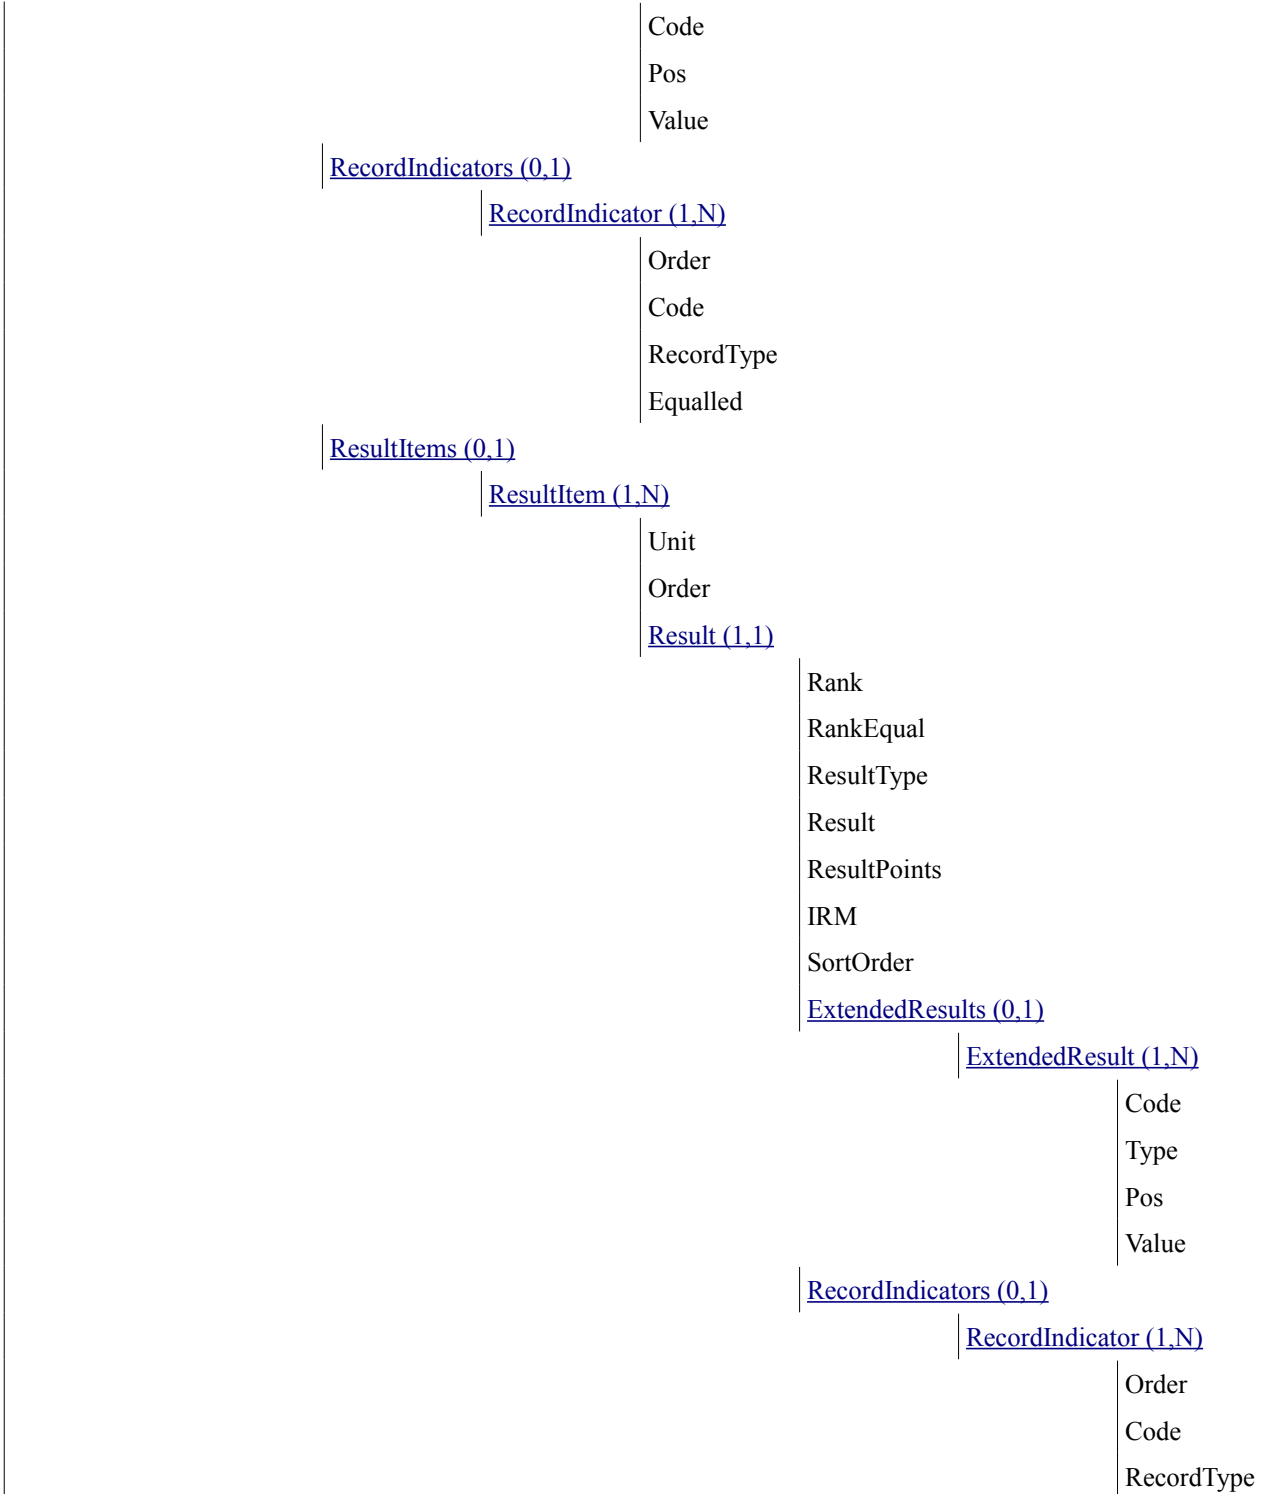 Code
Pos
Value
RecordIndicators (0,1)
RecordIndicator (1,N)
Order
Code
RecordType
Equalled
ResultItems (0,1)
ResultItem (1,N)
Unit
Order
Result (1,1)
Rank
RankEqual
ResultType
Result
ResultPoints
IRM
SortOrder
ExtendedResults (0,1)
ExtendedResult (1,N)
Code
Type
Pos
Value
RecordIndicators (0,1)
RecordIndicator (1,N)
Order
Code
RecordType